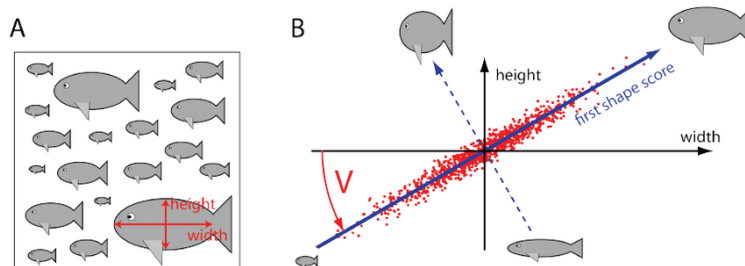 A
height
width
B
height
width
first shape score
V